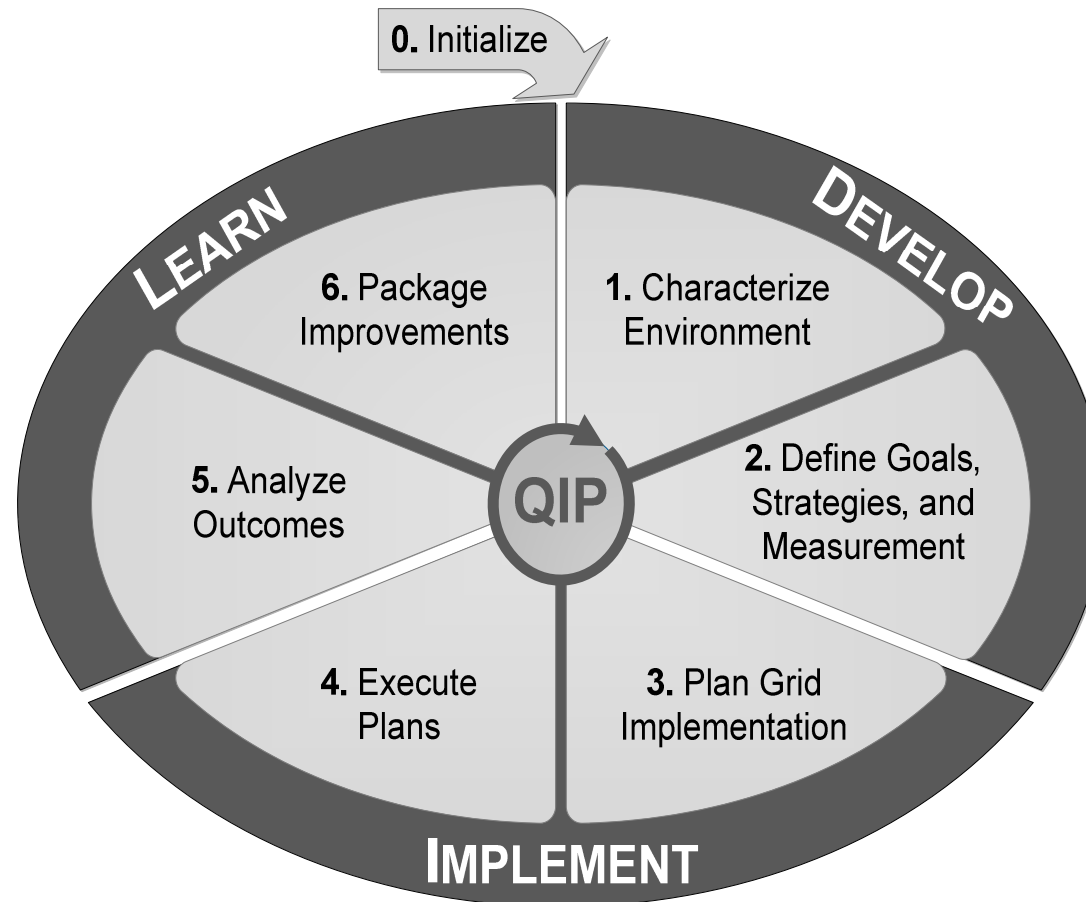 0. Initialize
LEARN
DEVELOP
6. Package
Improvements
1. Characterize
Environment
5. Analyze
Outcomes
QIP
2. Define Goals,
Strategies, and
Measurement
4. Execute
Plans
3. Plan Grid
Implementation
IMPLEMENT